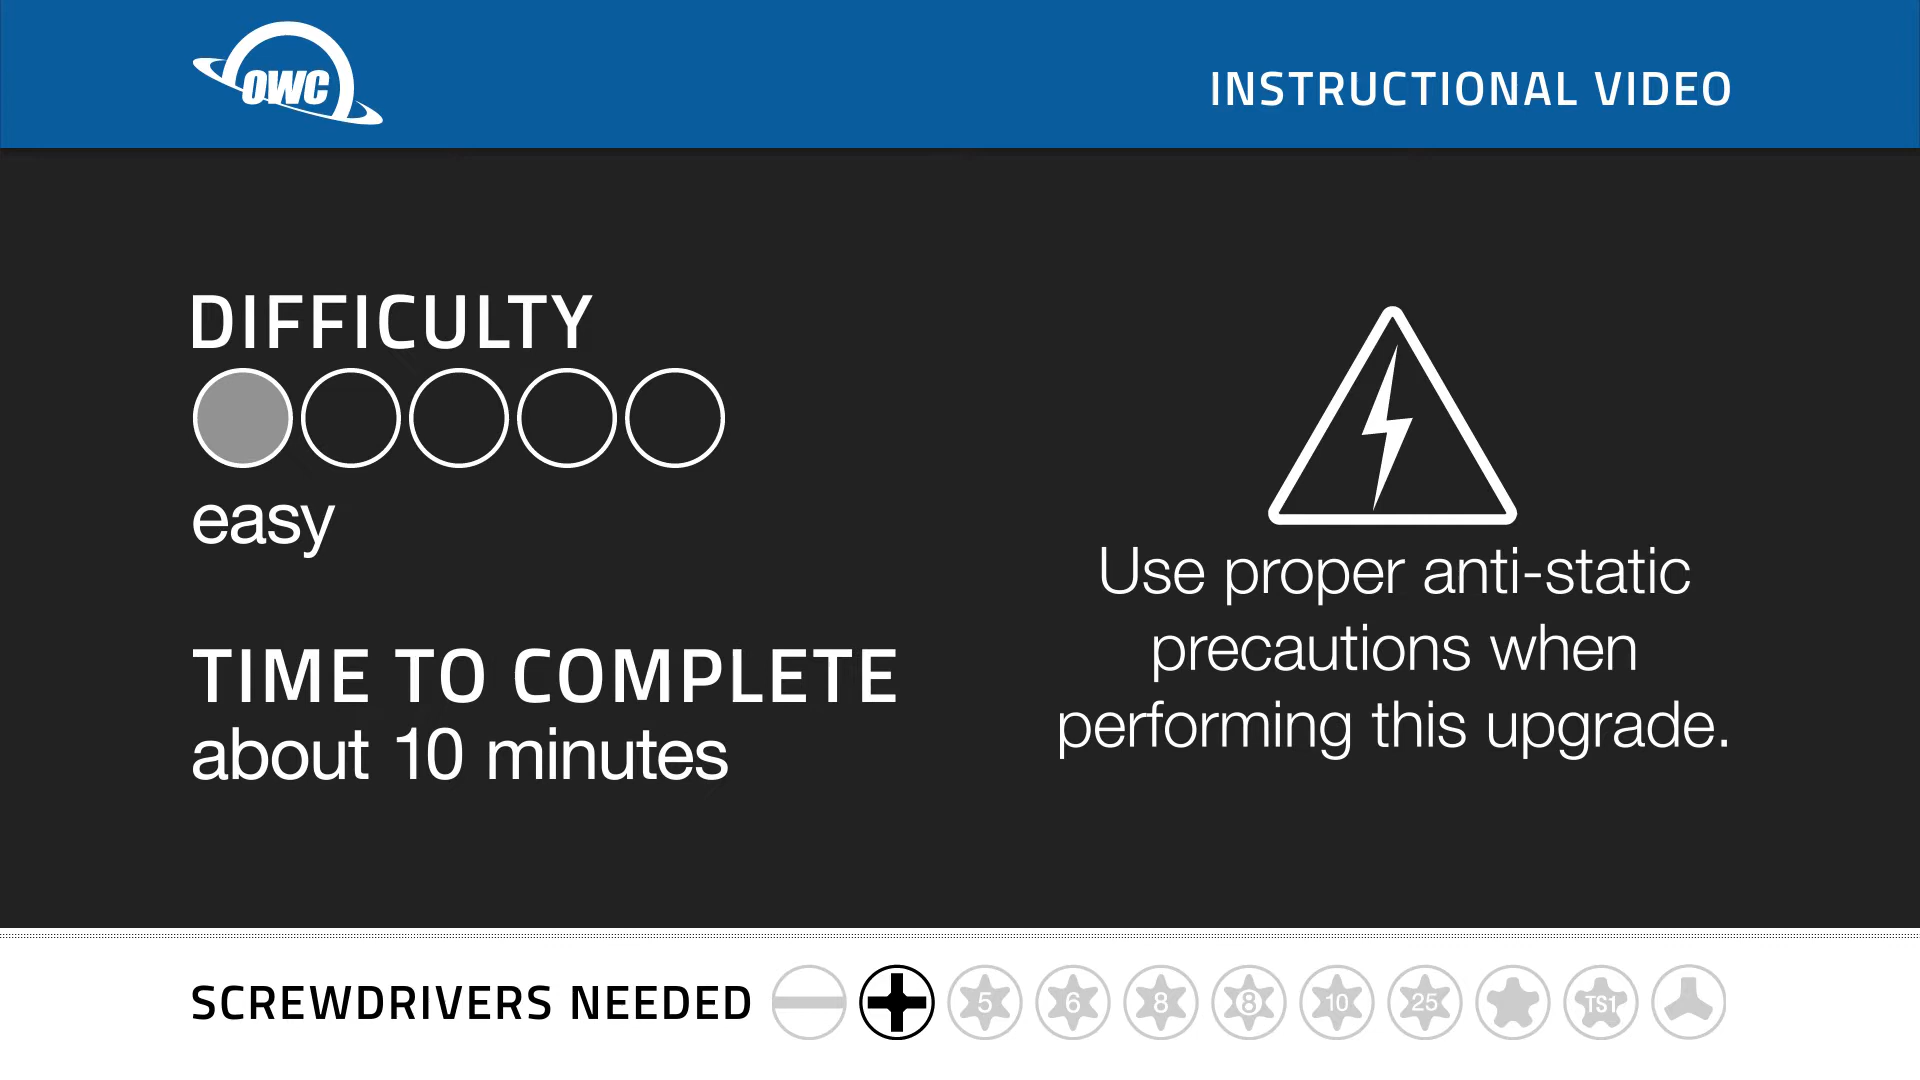 OWC
INSTRUCTIONAL VIDEO
DIFFICULTY
easy
TIME TO COMPLETE
about 10 minutes
Use proper anti-static
precautions when
performing this upgrade.
SCREWDRIVERS NEEDED 5 6 8 8 10 25 TS1